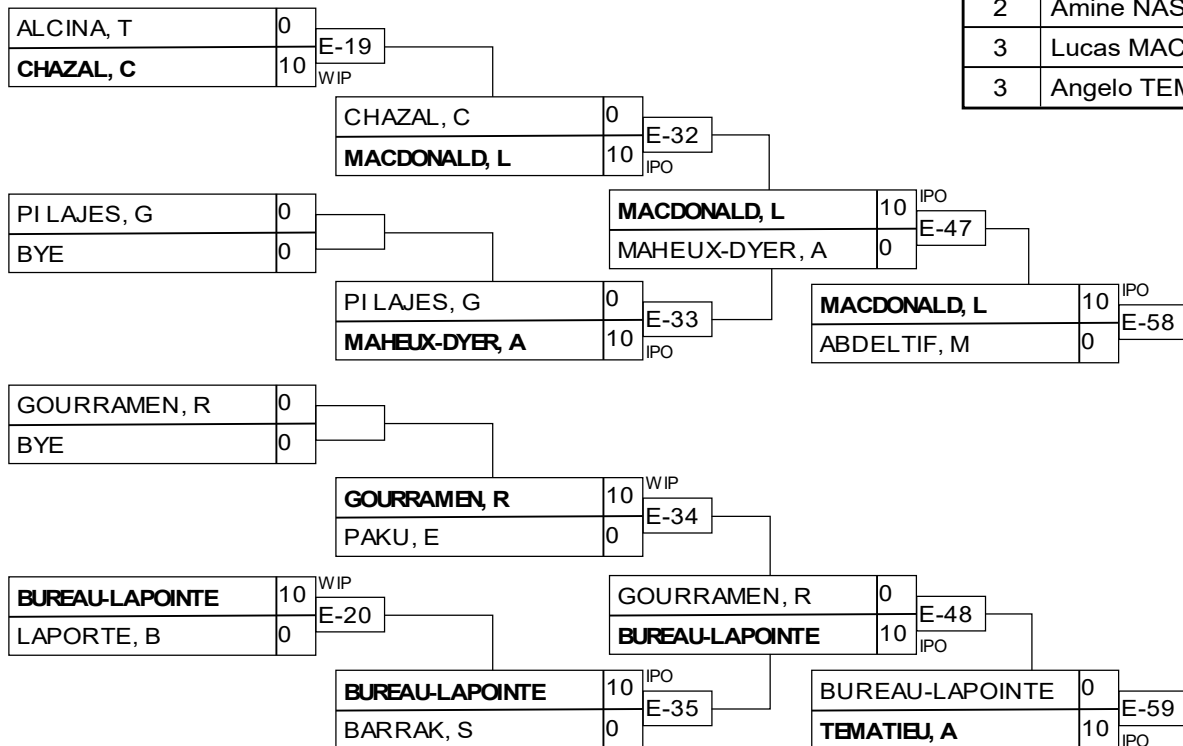 2 Amine NAS
3 Lucas MAC
3 Angelo TEM
ALCINA, T 0
E-19
CHAZAL, C 10 WIP
CHAZAL, C 0
E-32
MACDONALD, L 10 IPO
PILAJES, G 0
BYE 0
MACDONALD, L 10 IPO
E-47
MAHEUX-DYER, A 0
PILAJES, G 0
E-33
MAHEUX-DYER, A 10 IPO
MACDONALD, L 10 IPO
E-58
ABDELTIF, M 0
GOURRAMEN, R 0
BYE 0
GOURRAMEN, R 10 WIP
E-34
PAKU, E 0
BUREAU-LAPOINTE 10 WIP
E-20
LAPORTE, B 0
GOURRAMEN, R 0
E-48
BUREAU-LAPOINTE 10 IPO
BUREAU-LAPOINTE 10 IPO
E-35
BARRAK, S 0
BUREAU-LAPOINTE 0
E-59
TEMATIEU, A 10 IPO